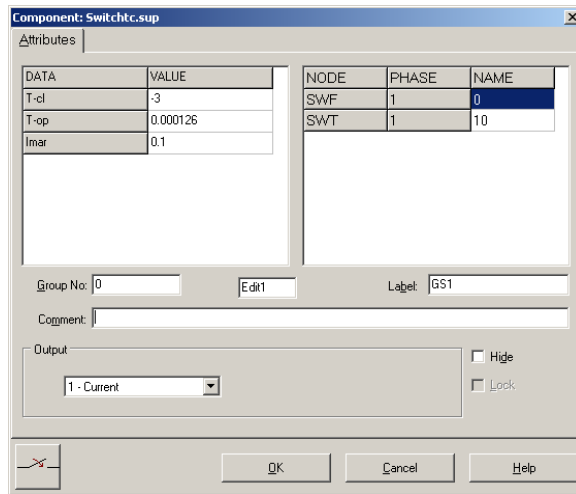 Component: Switchtc.sup
Attributes
DATA VALUE
T-cl -3
T-op 0.000126
Imar 0.1
NODE PHASE NAME
SWF 1 0
SWT 1 10
Group No: 0
Edit1
Label: GS1
Comment:
Output
1 - Current
Hide
Lock
OK Cancel Help